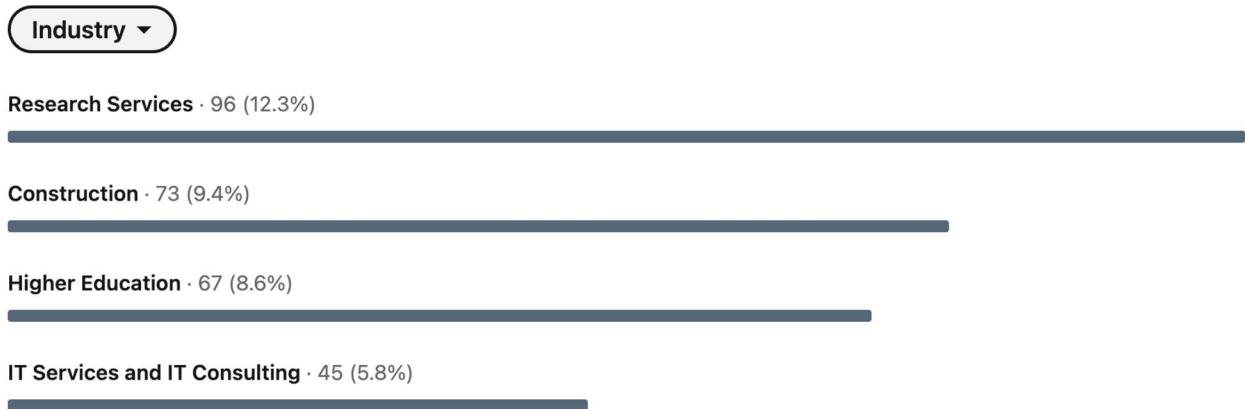 Industry
Research Services · 96 (12.3%)
Construction · 73 (9.4%)
Higher Education · 67 (8.6%)
IT Services and IT Consulting · 45 (5.8%)